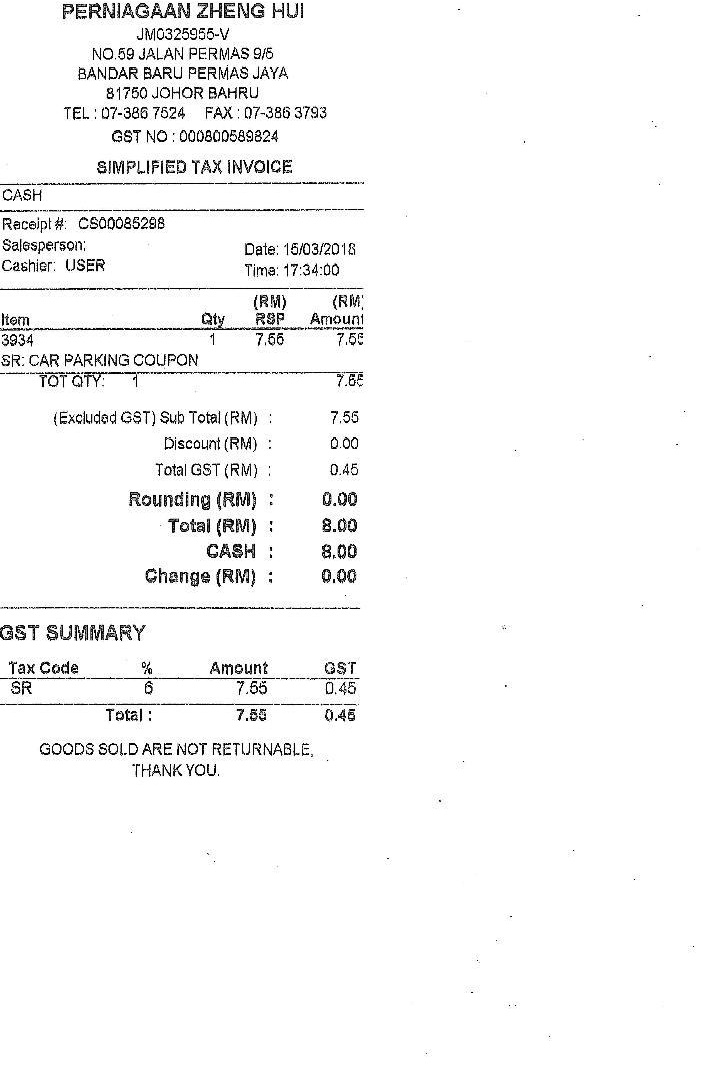 PERNIAGAAN ZHENG HUI
JM0325955-V
NO.59 JALAN PERMAS 9/5
BANDAR BARU PERMAS JAYA
81750 JOHOR BAHRU
TEL : 07-386 7524 FAX : 07-386 3793
GST NO : 000800589824
SIMPLIFIED TAX INVOICE
CASH
Receipt #: CS00085298
Salesperson:
Date: 15/03/2018
Cashier: USER
Time: 17:34:00
(RM) (RM)
Item Qty RSP Amount
3934 1 7.55 7.55
SR: CAR PARKING COUPON
TOT QTY: 1 7.55
(Excluded GST) Sub Total (RM) : 7.55
Discount (RM) : 0.00
Total GST (RM) : 0.45
Rounding (RM) : 0.00
Total (RM) : 8.00
CASH : 8.00
Change (RM) : 0.00
GST SUMMARY
Tax Code % Amount GST
SR 6 7.55 0.45
Total : 7.55 0.45
GOODS SOLD ARE NOT RETURNABLE,
THANK YOU.